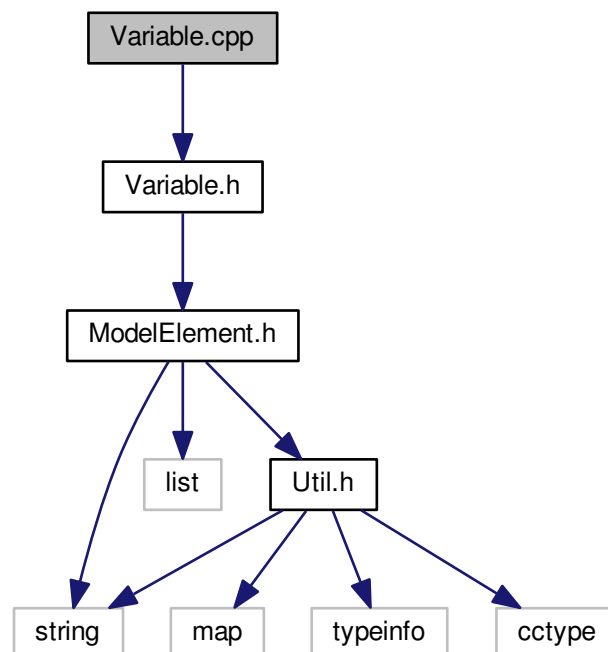 Variable.cpp
Variable.h
ModelElement.h
list
Util.h
string
map
typeinfo
cctype